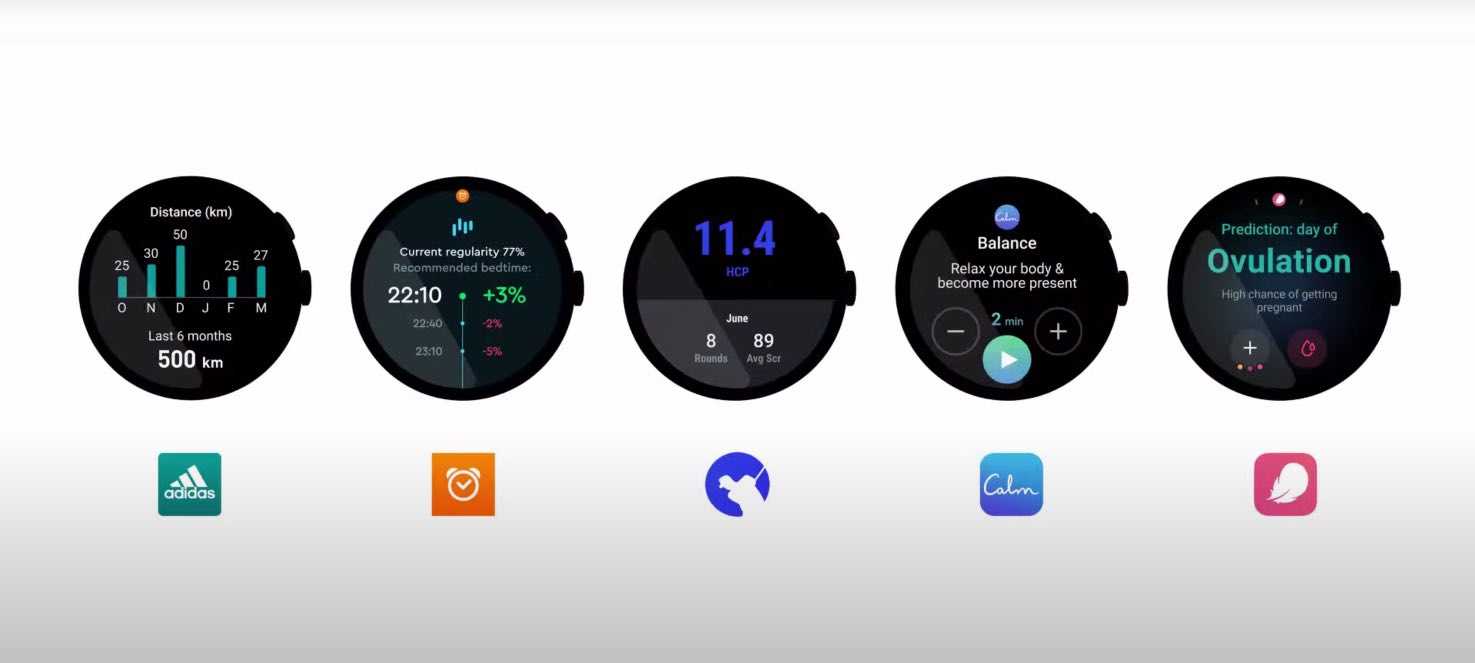 Distance (km)
50
30
27
25
25
0
O N D J F M
Last 6 months
500 km
Current regularity 77%
Recommended bedtime:
22:10 +3%
22:40 -2%
23:10 -5%
11.4
HCP
June
8 89
Rounds Avg Scr
Calm
Balance
Relax your body &
become more present
2 min
Prediction: day of
Ovulation
High chance of getting
pregnant
adidas
Calm